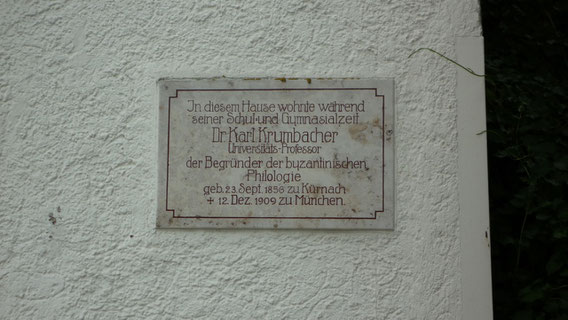 In diesem Hause wohnte während
seiner Schul- und Gymnasialzeit
Dr. Karl Krumbacher
Universitäts-Professor
der Begründer der byzantinischen
Philologie
geb. 23. Sept. 1856 zu Kürnach
+ 12. Dez. 1909 zu München.